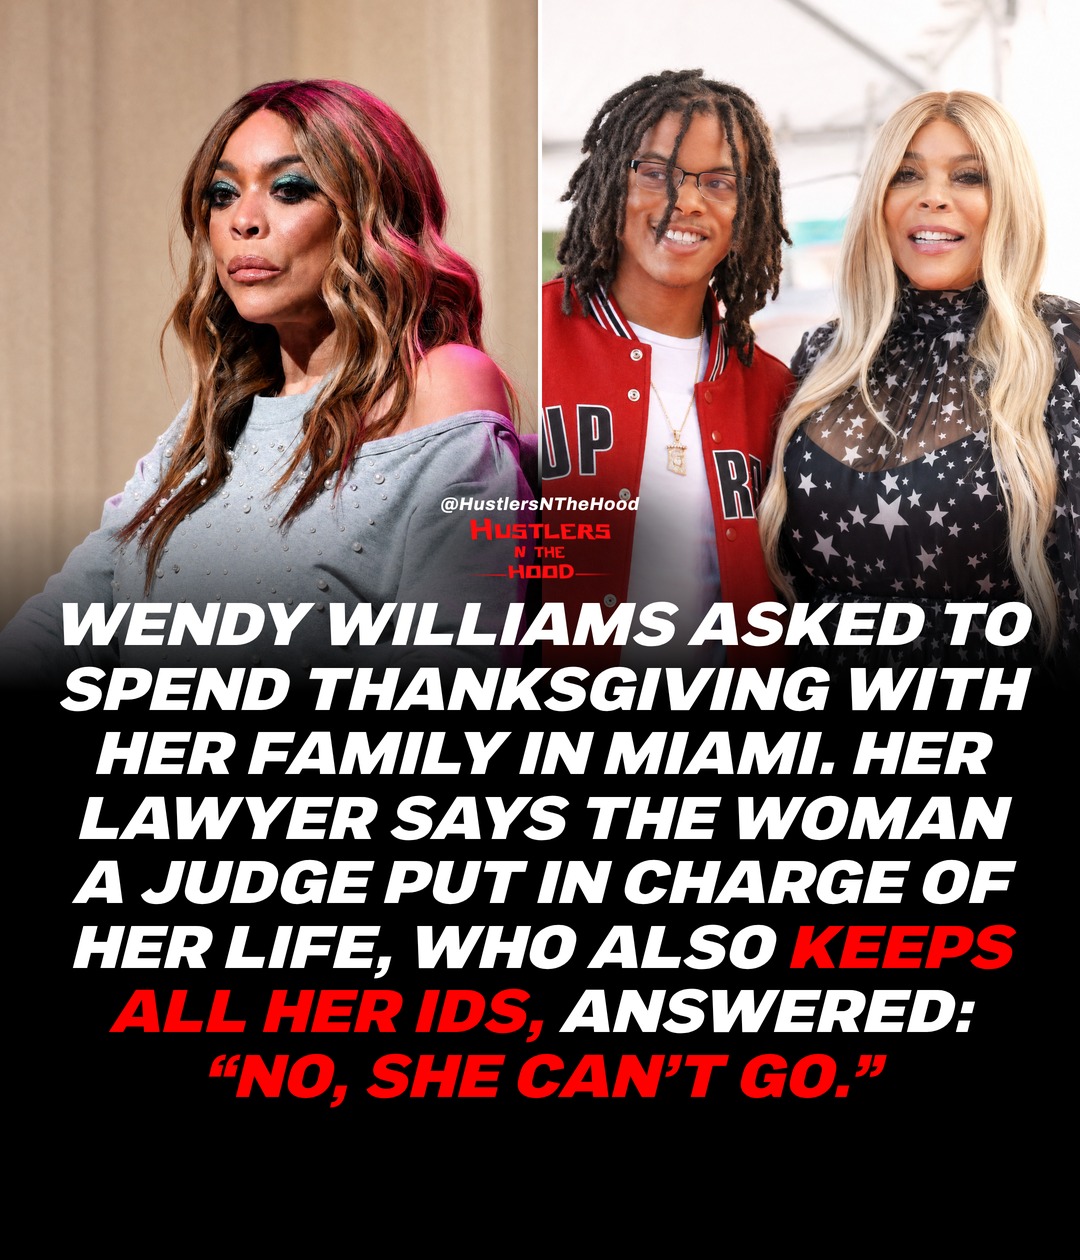 UP
R
@HustlersNTheHood
HUSTLERS
N THE
HOOD
WENDY WILLIAMS ASKED TO
SPEND THANKSGIVING WITH
HER FAMILY IN MIAMI. HER
LAWYER SAYS THE WOMAN
A JUDGE PUT IN CHARGE OF
HER LIFE, WHO ALSO KEEPS
ALL HER IDS, ANSWERED:
“NO, SHE CAN’T GO.”